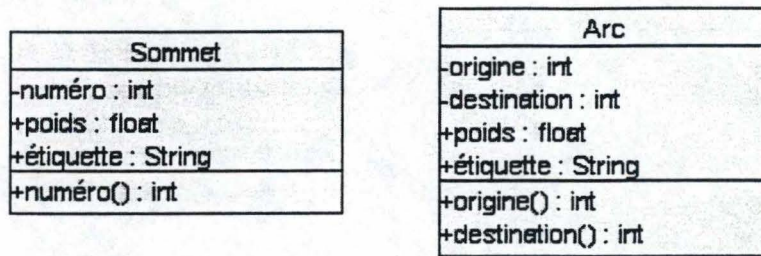 Sommet
-numéro : int
+poids : float
+étiquette : String
+numéro() : int
Arc
-origine : int
-destination : int
+poids : float
+étiquette : String
+origine() : int
+destination() : int